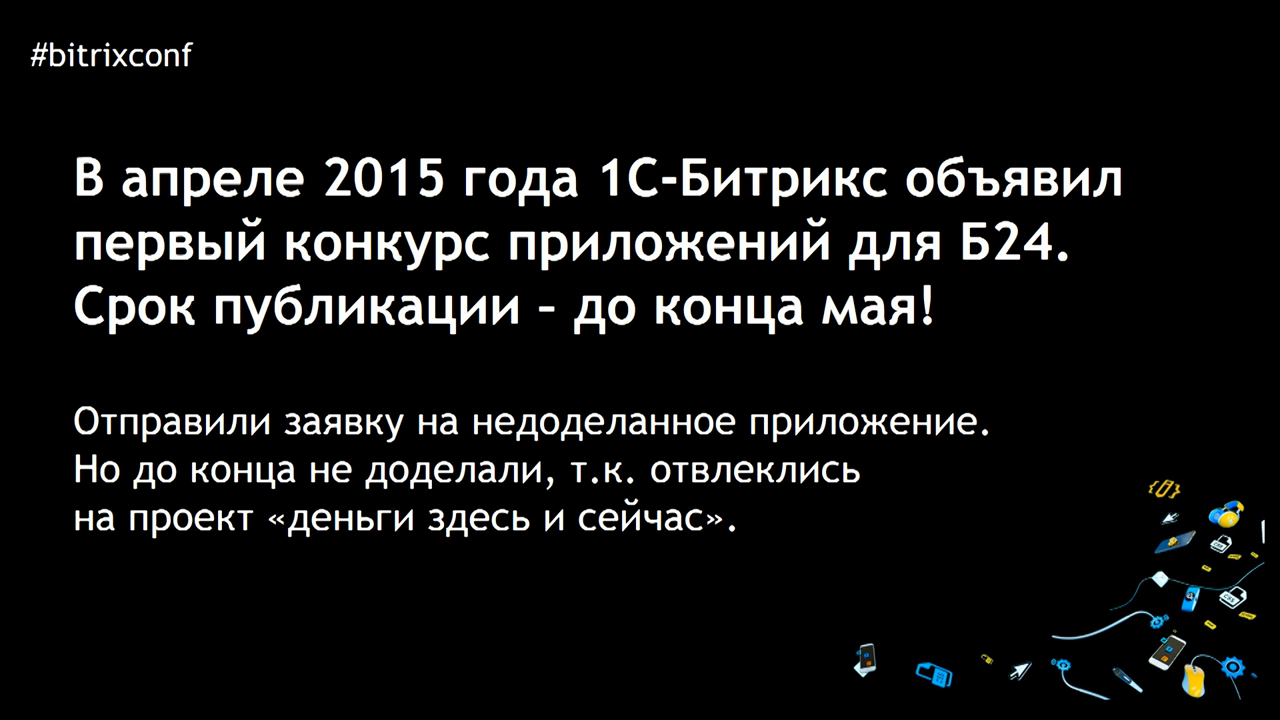 #bitrixconf
В апреле 2015 года 1С-Битрикс объявил
первый конкурс приложений для Б24.
Срок публикации – до конца мая!
Отправили заявку на недоделанное приложение.
Но до конца не доделали, т.к. отвлеклись
на проект «деньги здесь и сейчас».